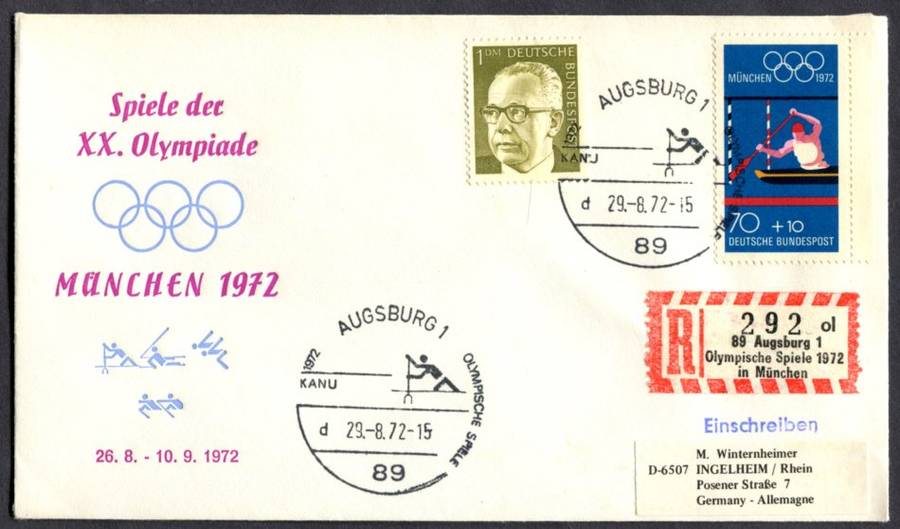 Spiele der
XX. Olympiade
MÜNCHEN 1972
26. 8. - 10. 9. 1972
1 DM DEUTSCHE BUNDESPOST
AUGSBURG 1
KANU
d 29.-8.72-15
89
MÜNCHEN 1972
70 +10
DEUTSCHE BUNDESPOST
AUGSBURG 1
1972
KANU
OLYMPISCHE SPIELE
d 29.-8.72-15
89
R
292 ol
89 Augsburg 1
Olympische Spiele 1972
in München
Einschreiben
M. Winternheimer
D-6507 INGELHEIM / Rhein
Posener Straße 7
Germany - Allemagne